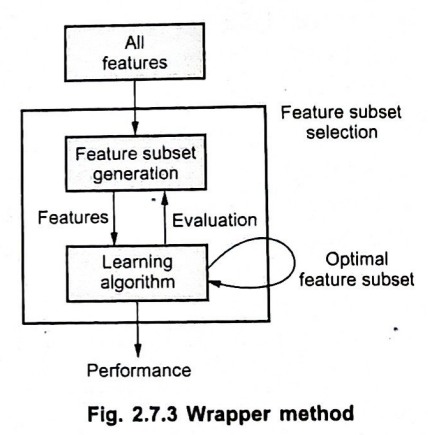 All
features
Feature subset
selection
Feature subset
generation
Features
Evaluation
Learning
algorithm
Optimal
feature subset
Performance
Fig. 2.7.3 Wrapper method